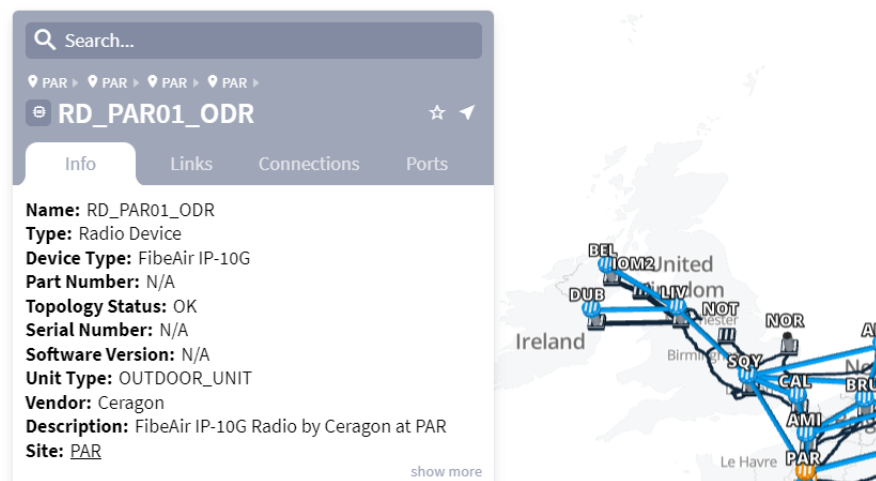 Search...
PAR PAR PAR PAR
RD_PAR01_ODR
Info Links Connections Ports
Name: RD_PAR01_ODR
Type: Radio Device
Device Type: FibeAir IP-10G
Part Number: N/A
Topology Status: OK
Serial Number: N/A
Software Version: N/A
Unit Type: OUTDOOR_UNIT
Vendor: Ceragon
Description: FibeAir IP-10G Radio by Ceragon at PAR
Site: PAR
show more
BEL
IOM2
United
DUB
LIV
NOT
NOR
Ireland
SQY
CAL
BRU
AMI
PAR
Le Havre